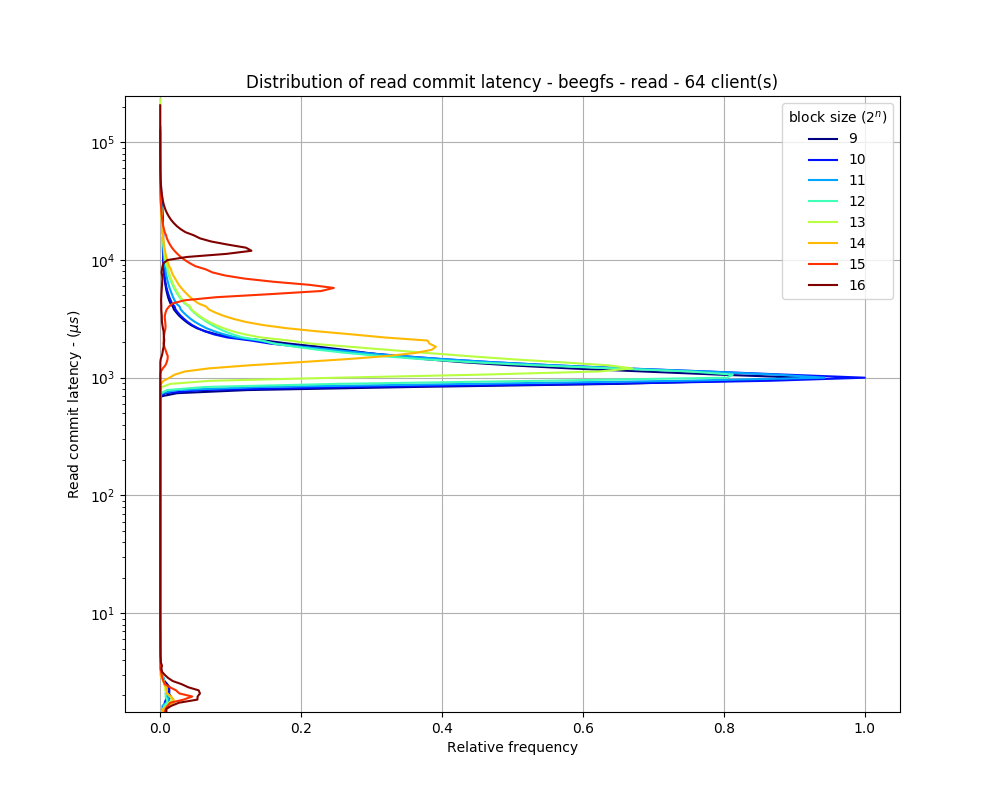 Distribution of read commit latency - beegfs - read - 64 client(s)
block size (2ⁿ)
9
10
11
12
13
14
15
16
10⁵
10⁴
10³
10²
10¹
Read commit latency - (μs)
0.0 0.2 0.4 0.6 0.8 1.0
Relative frequency